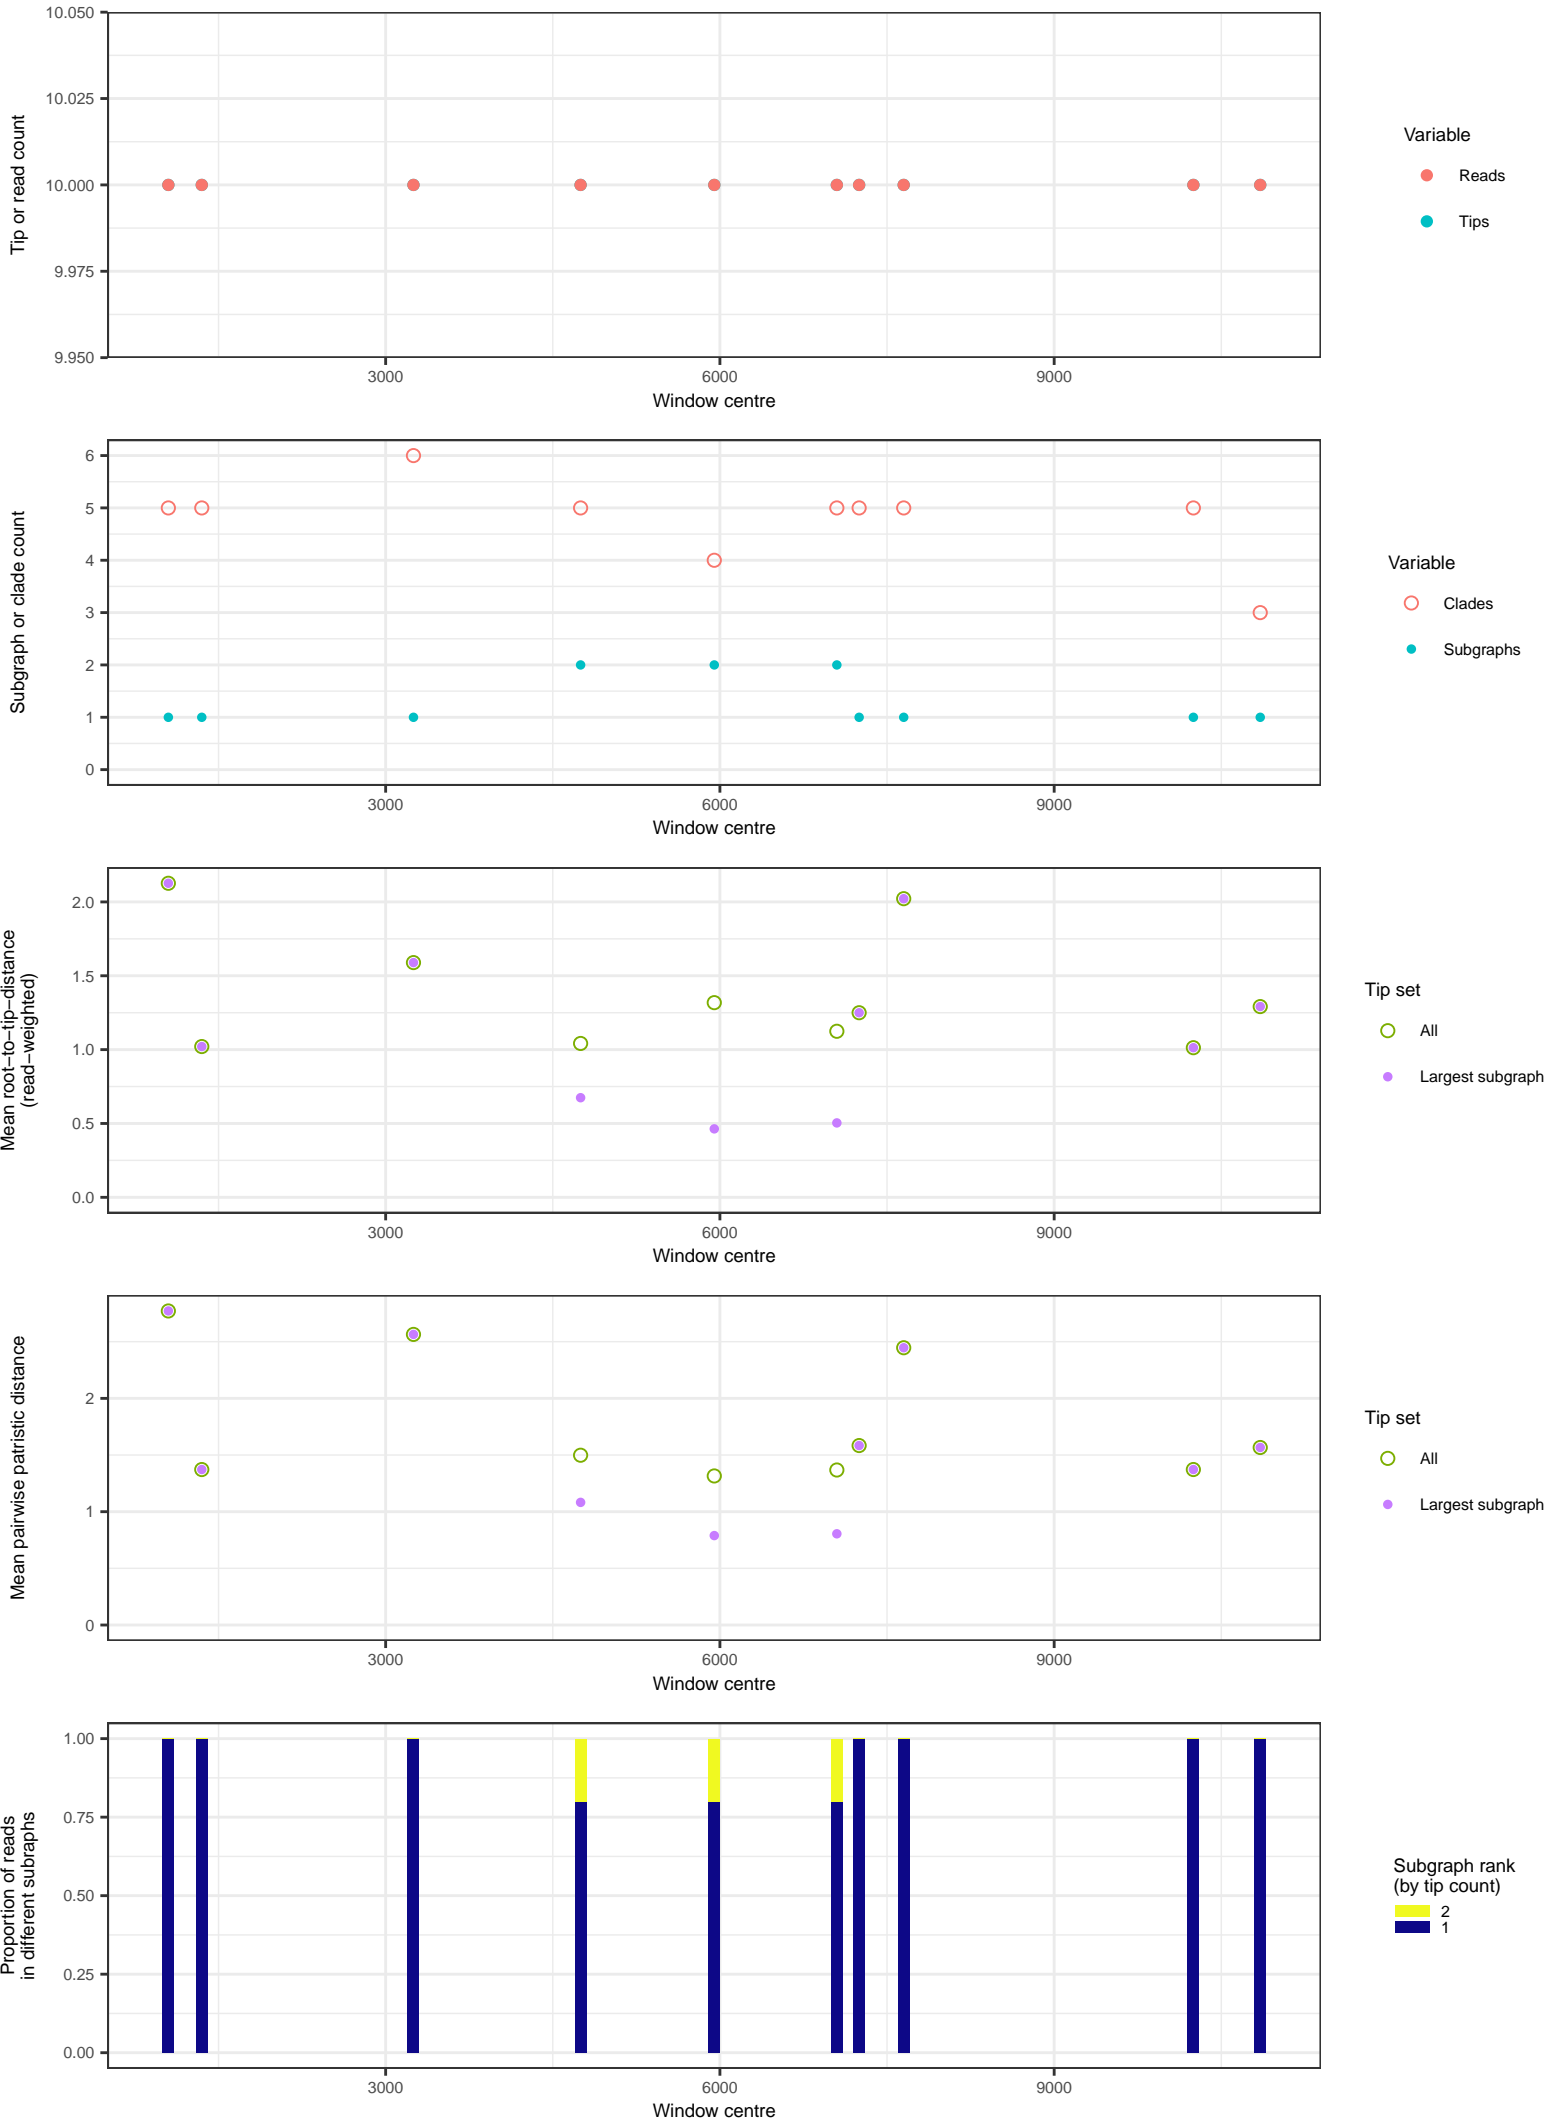 10.050
10.025
10.000
9.975
9.950
Tip or read count
3000
6000
9000
Window centre
Variable
Reads
Tips
6
5
4
3
2
1
0
Subgraph or clade count
3000
6000
9000
Window centre
Variable
Clades
Subgraphs
2.0
1.5
1.0
0.5
0.0
Mean root−to−tip−distance
(read−weighted)
3000
6000
9000
Window centre
Tip set
All
Largest subgraph
2
1
0
Mean pairwise patristic distance
3000
6000
9000
Window centre
Tip set
All
Largest subgraph
1.00
0.75
0.50
0.25
0.00
Proportion of reads
in different subraphs
3000
6000
9000
Window centre
Subgraph rank
(by tip count)
2
1